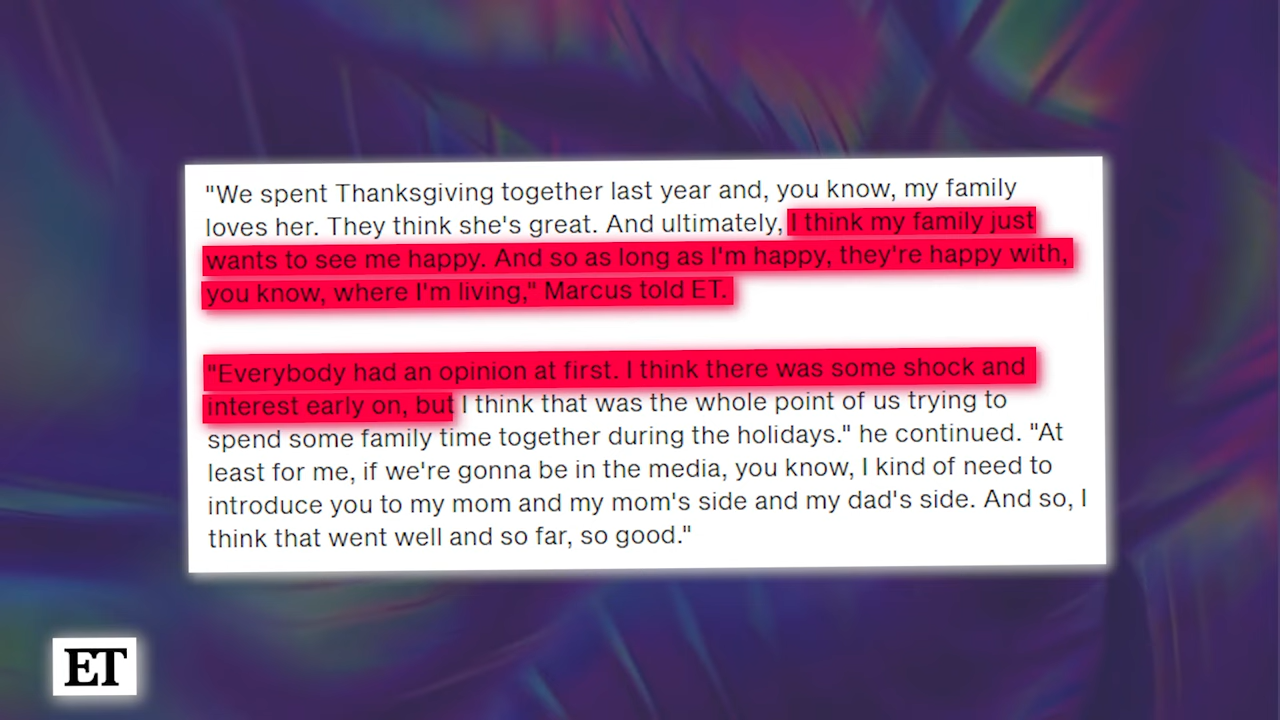 "We spent Thanksgiving together last year and, you know, my family
loves her. They think she's great. And ultimately, I think my family just
wants to see me happy. And so as long as I'm happy, they're happy with,
you know, where I'm living," Marcus told ET.
"Everybody had an opinion at first. I think there was some shock and
interest early on, but I think that was the whole point of us trying to
spend some family time together during the holidays." he continued. "At
least for me, if we're gonna be in the media, you know, I kind of need to
introduce you to my mom and my mom's side and my dad's side. And so, I
think that went well and so far, so good."
ET